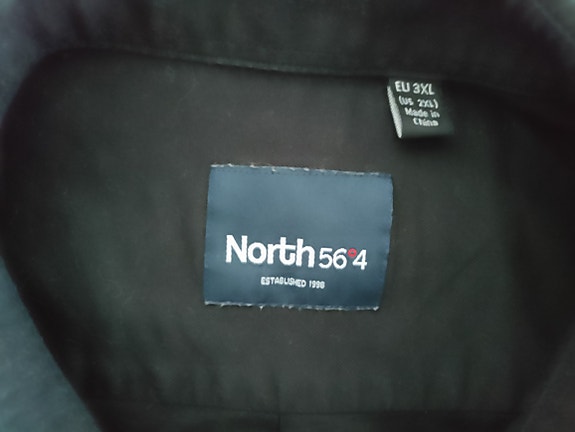 EU 3XL
(US 2XL)
Made in
China
North 56°4
ESTABLISHED 1998